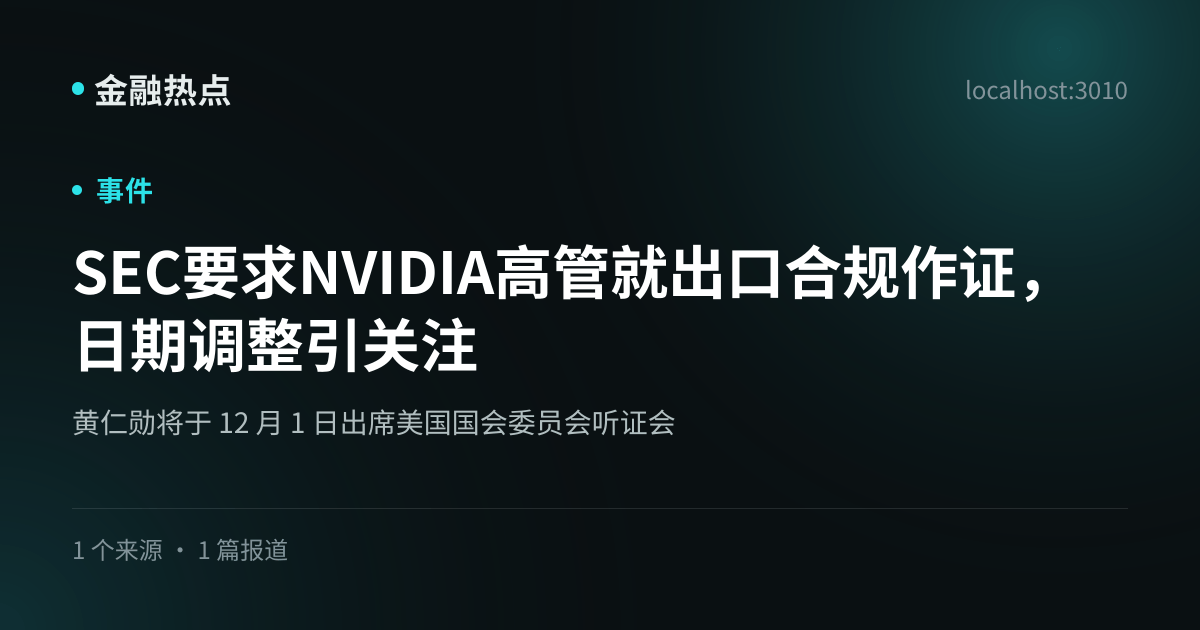 金融热点
localhost:3010
事件
SEC要求NVIDIA高管就出口合规作证，
日期调整引关注
黄仁勋将于 12 月 1 日出席美国国会委员会听证会
1 个来源 · 1 篇报道